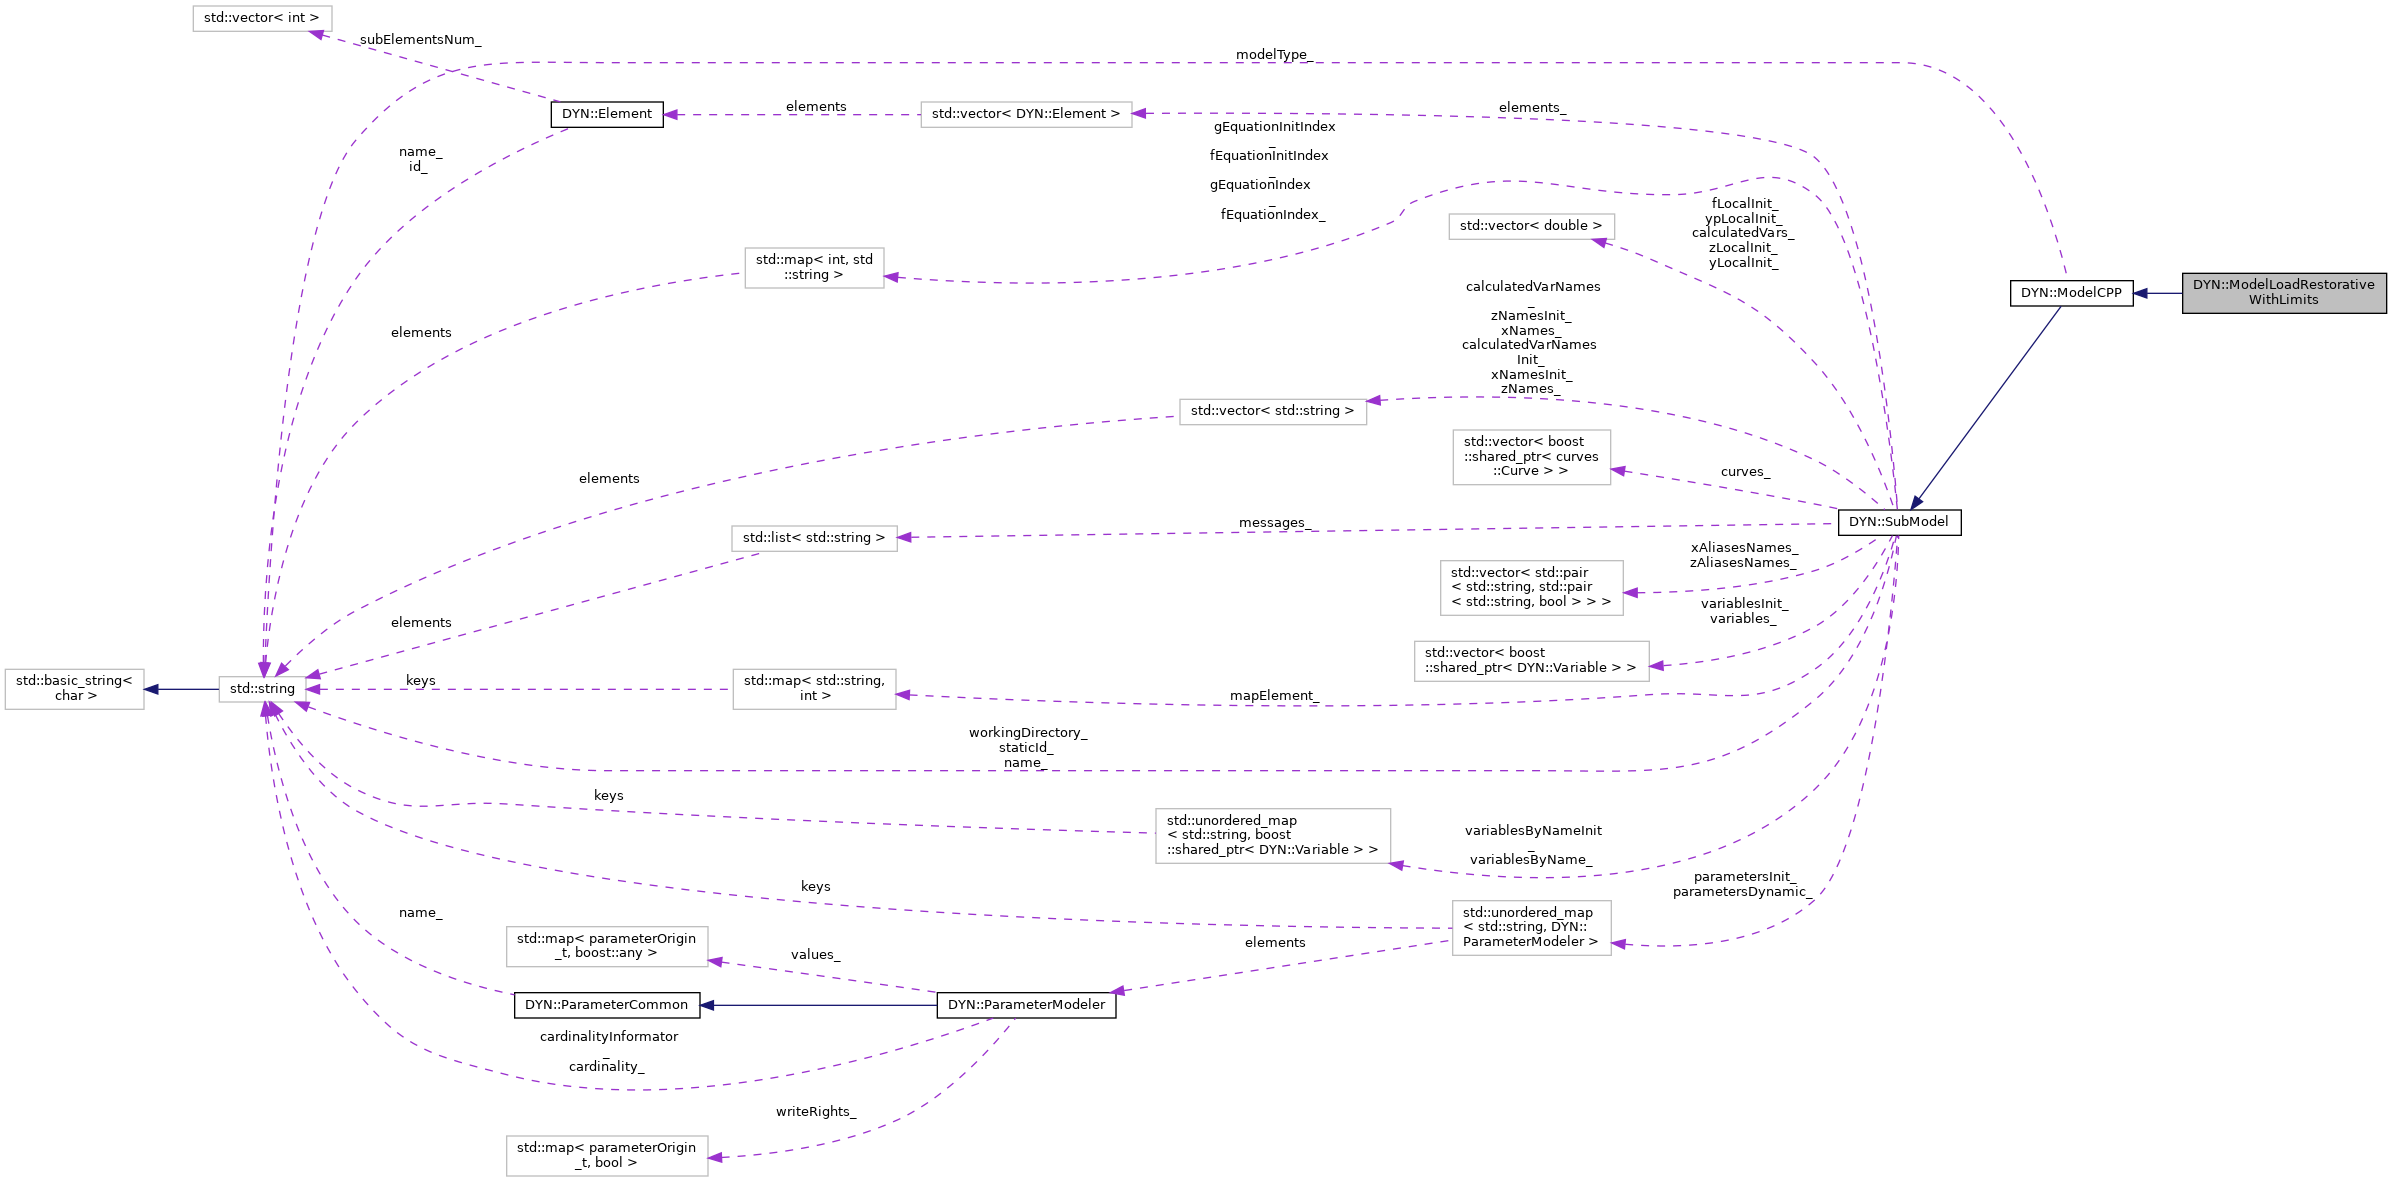 std::vector< int >
subElementsNum_
modelType_
DYN::Element
elements
std::vector< DYN::Element >
elements_
name_
id_
gEquationInitIndex
_
fEquationInitIndex
_
gEquationIndex
_
fEquationIndex_
std::vector< double >
fLocalInit_
ypLocalInit_
calculatedVars_
zLocalInit_
yLocalInit_
std::map< int, std
::string >
DYN::ModelCPP
DYN::ModelLoadRestorative
WithLimits
elements
calculatedVarNames
_
zNamesInit_
xNames_
calculatedVarNames
Init_
xNamesInit_
zNames_
std::vector< std::string >
std::vector< boost
::shared_ptr< curves
::Curve > >
curves_
elements
DYN::SubModel
messages_
std::list< std::string >
xAliasesNames_
zAliasesNames_
std::vector< std::pair
< std::string, std::pair
< std::string, bool > > >
variablesInit_
variables_
elements
std::vector< boost
::shared_ptr< DYN::Variable > >
std::basic_string<
char >
std::string
keys
std::map< std::string,
int >
mapElement_
workingDirectory_
staticId_
name_
keys
std::unordered_map
< std::string, boost
::shared_ptr< DYN::Variable > >
variablesByNameInit
_
variablesByName_
keys
parametersInit_
parametersDynamic_
name_
std::unordered_map
< std::string, DYN::
ParameterModeler >
elements
std::map< parameterOrigin
_t, boost::any >
values_
DYN::ParameterCommon
DYN::ParameterModeler
cardinalityInformator
_
cardinality_
writeRights_
std::map< parameterOrigin
_t, bool >